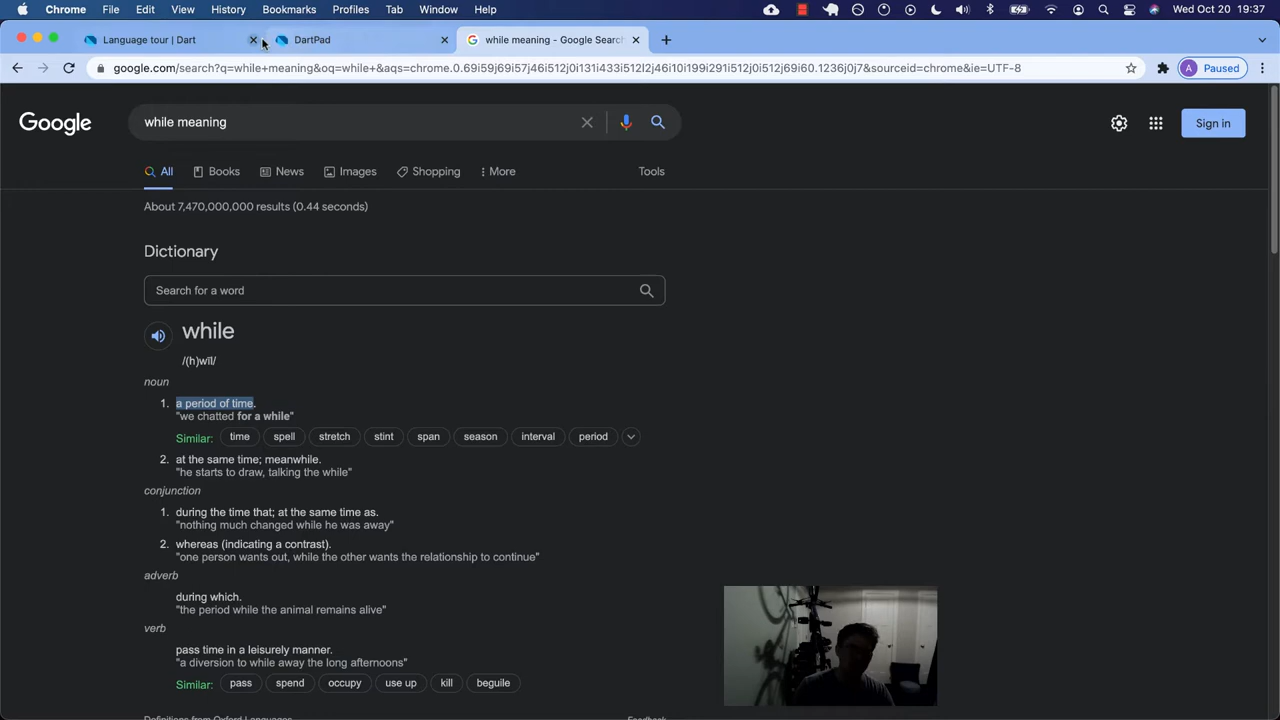 Chrome File Edit View History Bookmarks Profiles Tab Window Help Wed Oct 20 19:37
Language tour | Dart DartPad while meaning - Google Search
google.com/search?q=while+meaning&oq=while+&aqs=chrome.0.69i59j69i57j46i512j0i131i433i512l2j46i10i199i291i512j0i512j69i60.1236j0j7&sourceid=chrome&ie=UTF-8 A Paused
Google while meaning Sign in
All Books News Images Shopping More Tools
About 7,470,000,000 results (0.44 seconds)
Dictionary
Search for a word
while
/(h)wīl/
noun
1. a period of time.
"we chatted for a while"
Similar: time spell stretch stint span season interval period
2. at the same time; meanwhile.
"he starts to draw, talking the while"
conjunction
1. during the time that; at the same time as.
"nothing much changed while he was away"
2. whereas (indicating a contrast).
"one person wants out, while the other wants the relationship to continue"
adverb
during which.
"the period while the animal remains alive"
verb
pass time in a leisurely manner.
"a diversion to while away the long afternoons"
Similar: pass spend occupy use up kill beguile
Definitions from Oxford Languages Feedback